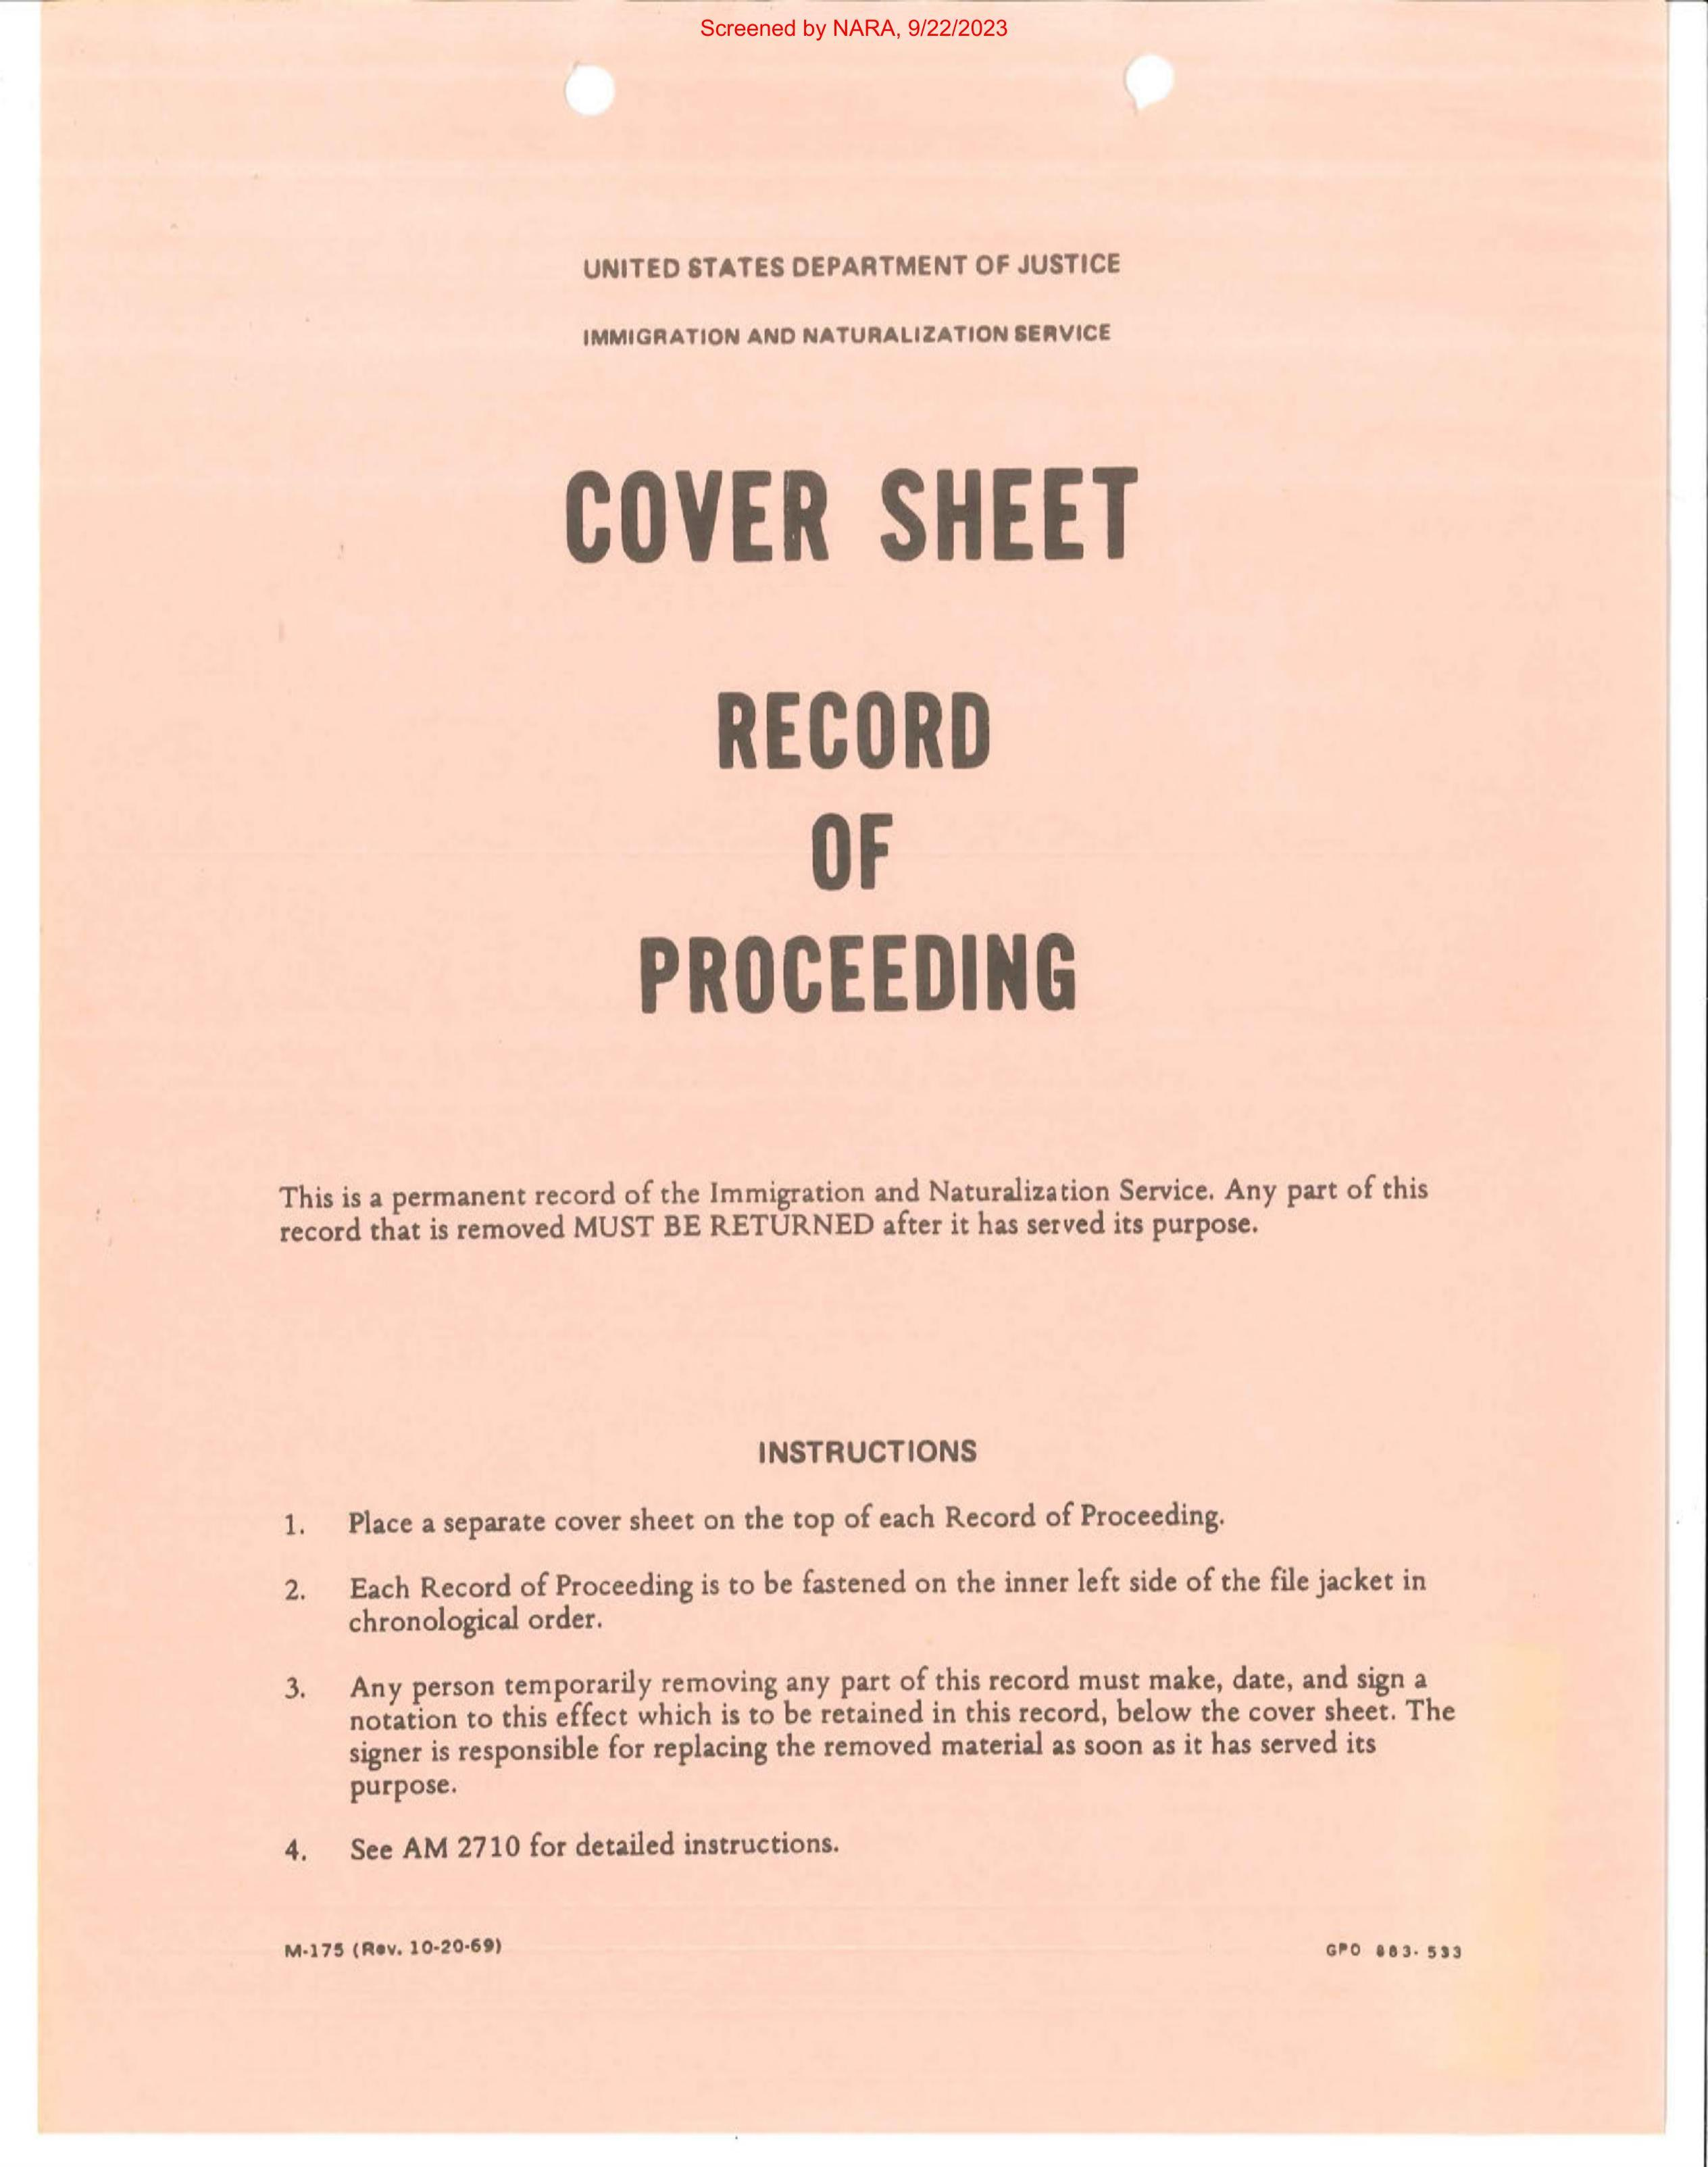 Screened by NARA, 9/22/2023
UNITED STATES DEPARTMENT OF JUSTICE
IMMIGRATION AND NATURALIZATION SERVICE
COVER SHEET
RECORD
OF
PROCEEDING
This is a permanent record of the Immigration and Naturalization Service. Any part of this
record that is removed MUST BE RETURNED after it has served its purpose.
INSTRUCTIONS
1. Place a separate cover sheet on the top of each Record of Proceeding.
2. Each Record of Proceeding is to be fastened on the inner left side of the file jacket in
chronological order.
3. Any person temporarily removing any part of this record must make, date, and sign a
notation to this effect which is to be retained in this record, below the cover sheet. The
signer is responsible for replacing the removed material as soon as it has served its
purpose.
4. See AM 2710 for detailed instructions.
M-175 (Rev. 10-20-69)
GPO 883-533